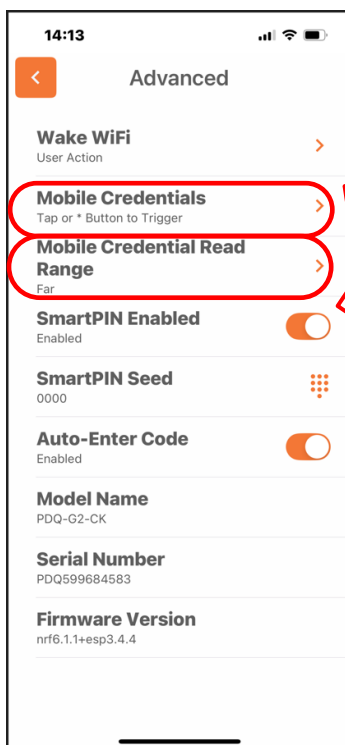 14:13
Advanced
Wake WiFi
User Action
Mobile Credentials
Tap or * Button to Trigger
Mobile Credential Read
Range
Far
SmartPIN Enabled
Enabled
SmartPIN Seed
0000
Auto-Enter Code
Enabled
Model Name
PDQ-G2-CK
Serial Number
PDQ599684583
Firmware Version
nrf6.1.1+esp3.4.4